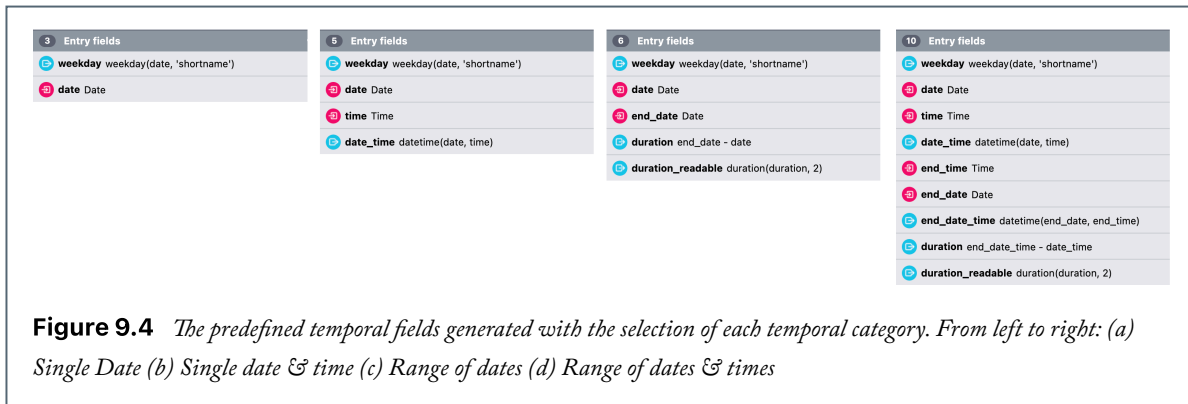 3 Entry fields
weekday weekday(date, 'shortname')
date Date
5 Entry fields
weekday weekday(date, 'shortname')
date Date
time Time
date_time datetime(date, time)
6 Entry fields
weekday weekday(date, 'shortname')
date Date
end_date Date
duration end_date - date
duration_readable duration(duration, 2)
10 Entry fields
weekday weekday(date, 'shortname')
date Date
time Time
date_time datetime(date, time)
end_time Time
end_date Date
end_date_time datetime(end_date, end_time)
duration end_date_time - date_time
duration_readable duration(duration, 2)
Figure 9.4 The predefined temporal fields generated with the selection of each temporal category. From left to right: (a)
Single Date (b) Single date & time (c) Range of dates (d) Range of dates & times